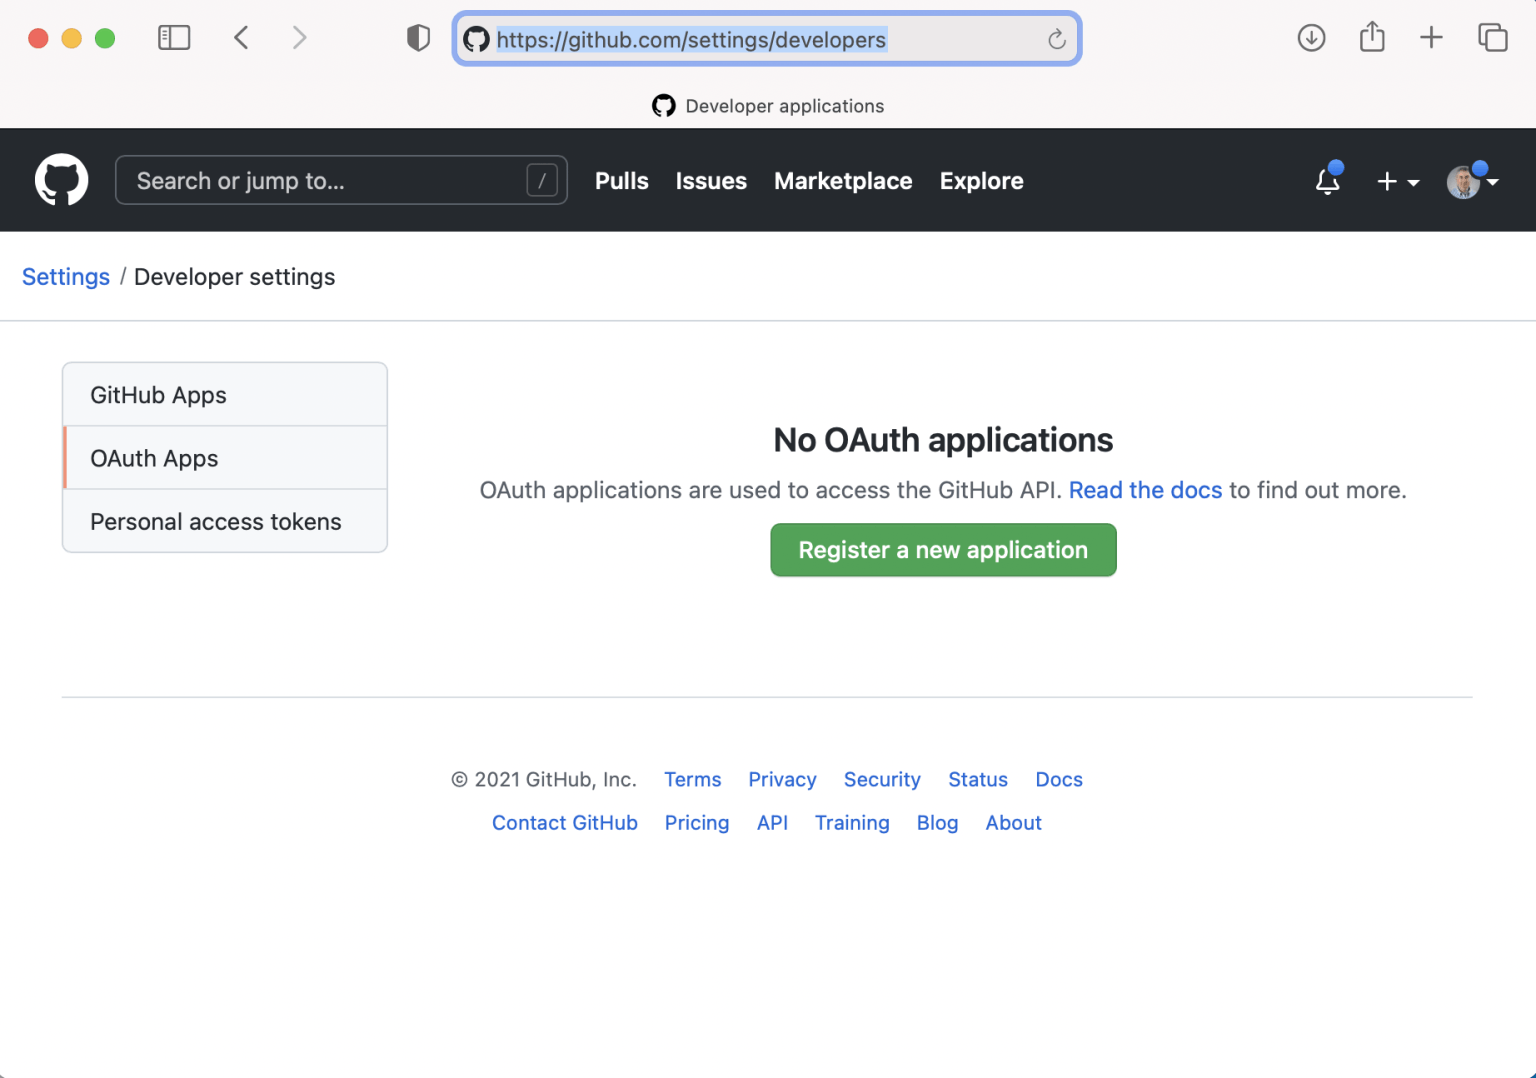 https://github.com/settings/developers
Developer applications
Search or jump to... / Pulls Issues Marketplace Explore
Settings / Developer settings
GitHub Apps
OAuth Apps
Personal access tokens
No OAuth applications
OAuth applications are used to access the GitHub API. Read the docs to find out more.
Register a new application
© 2021 GitHub, Inc. Terms Privacy Security Status Docs
Contact GitHub Pricing API Training Blog About